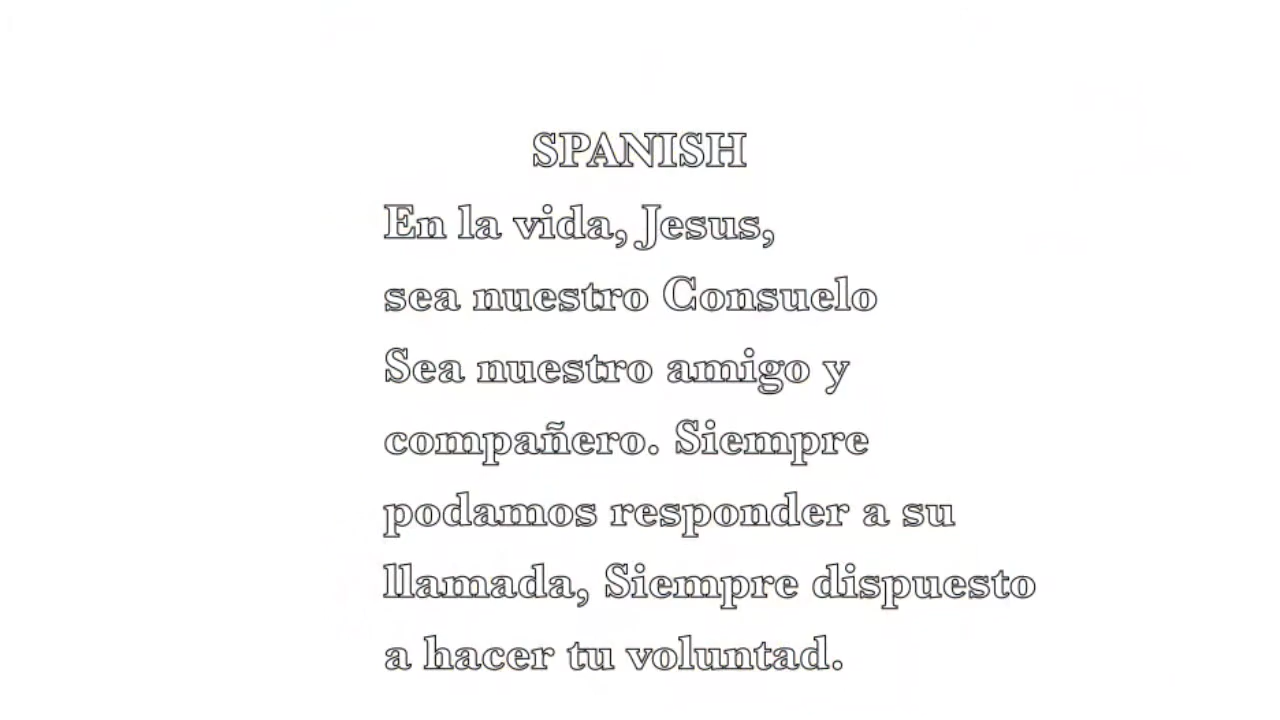 SPANISH
En la vida, Jesus,
sea nuestro Consuelo
Sea nuestro amigo y
compañero. Siempre
podamos responder a su
llamada, Siempre dispuesto
a hacer tu voluntad.